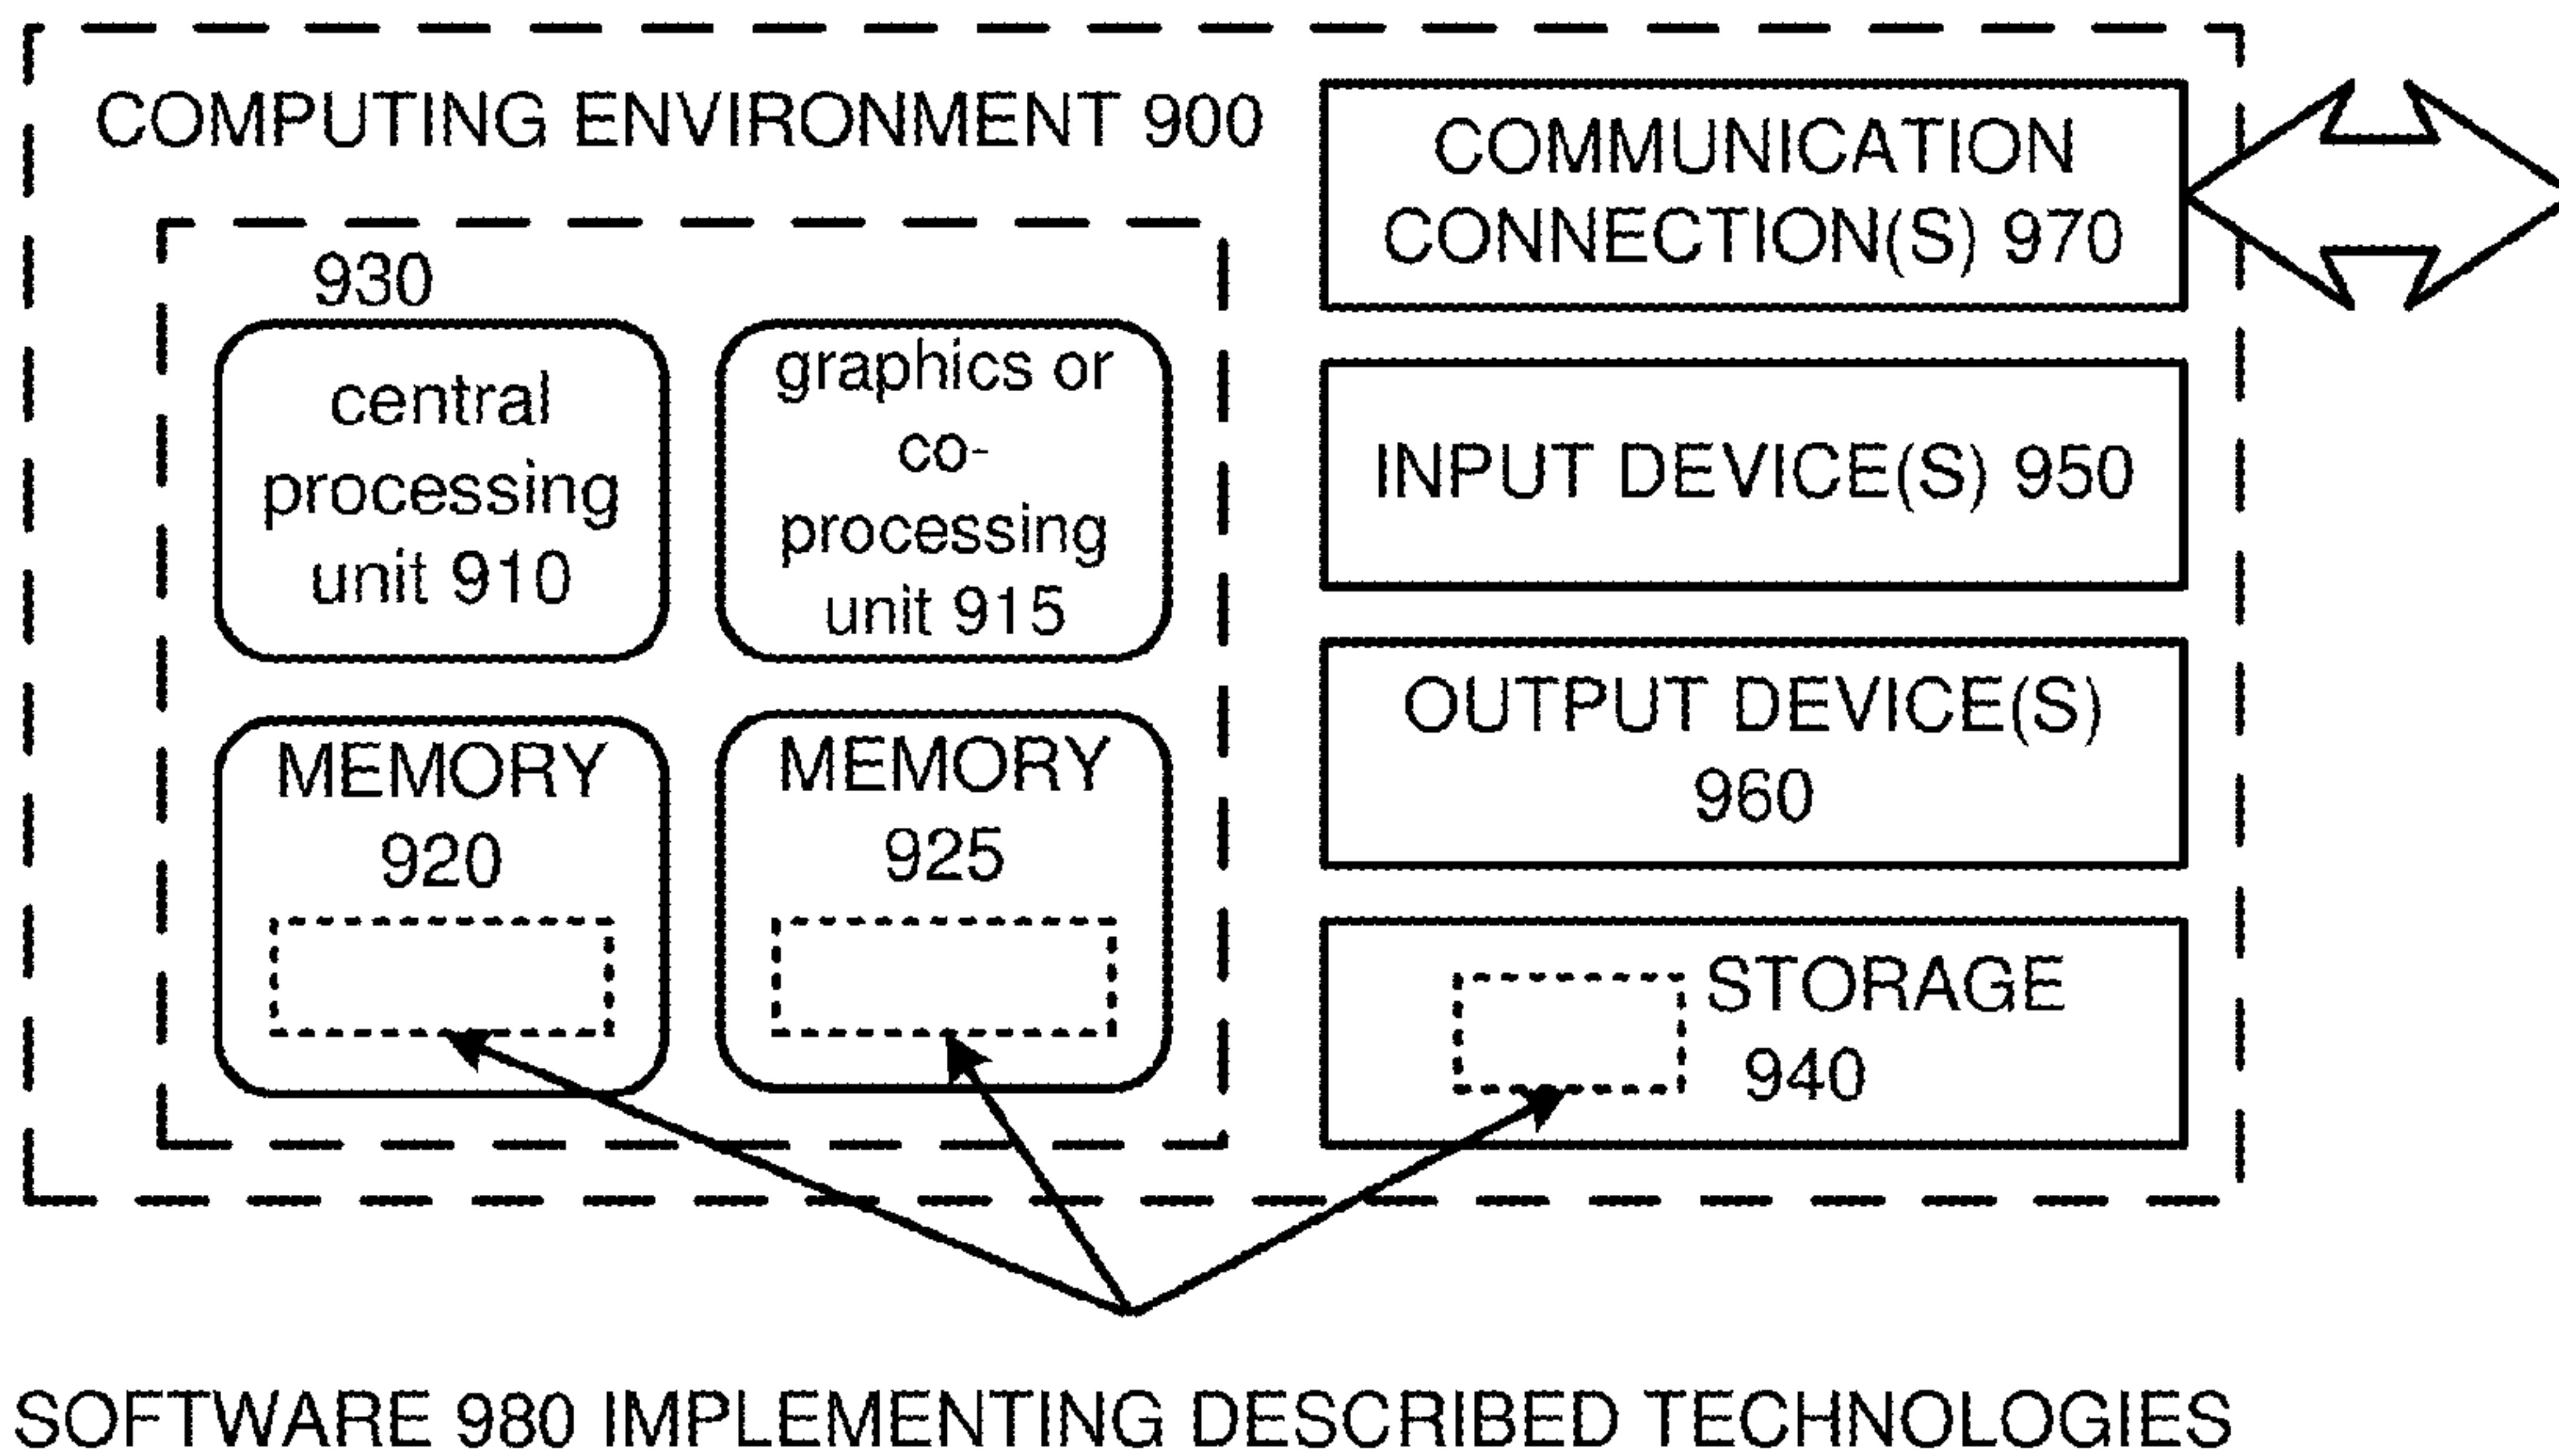 COMPUTING ENVIRONMENT 900
930
central
processing
unit 910
graphics or
co-
processing
unit 915
MEMORY
920
MEMORY
925
COMMUNICATION
CONNECTION(S) 970
INPUT DEVICE(S) 950
OUTPUT DEVICE(S)
960
STORAGE
940
SOFTWARE 980 IMPLEMENTING DESCRIBED TECHNOLOGIES